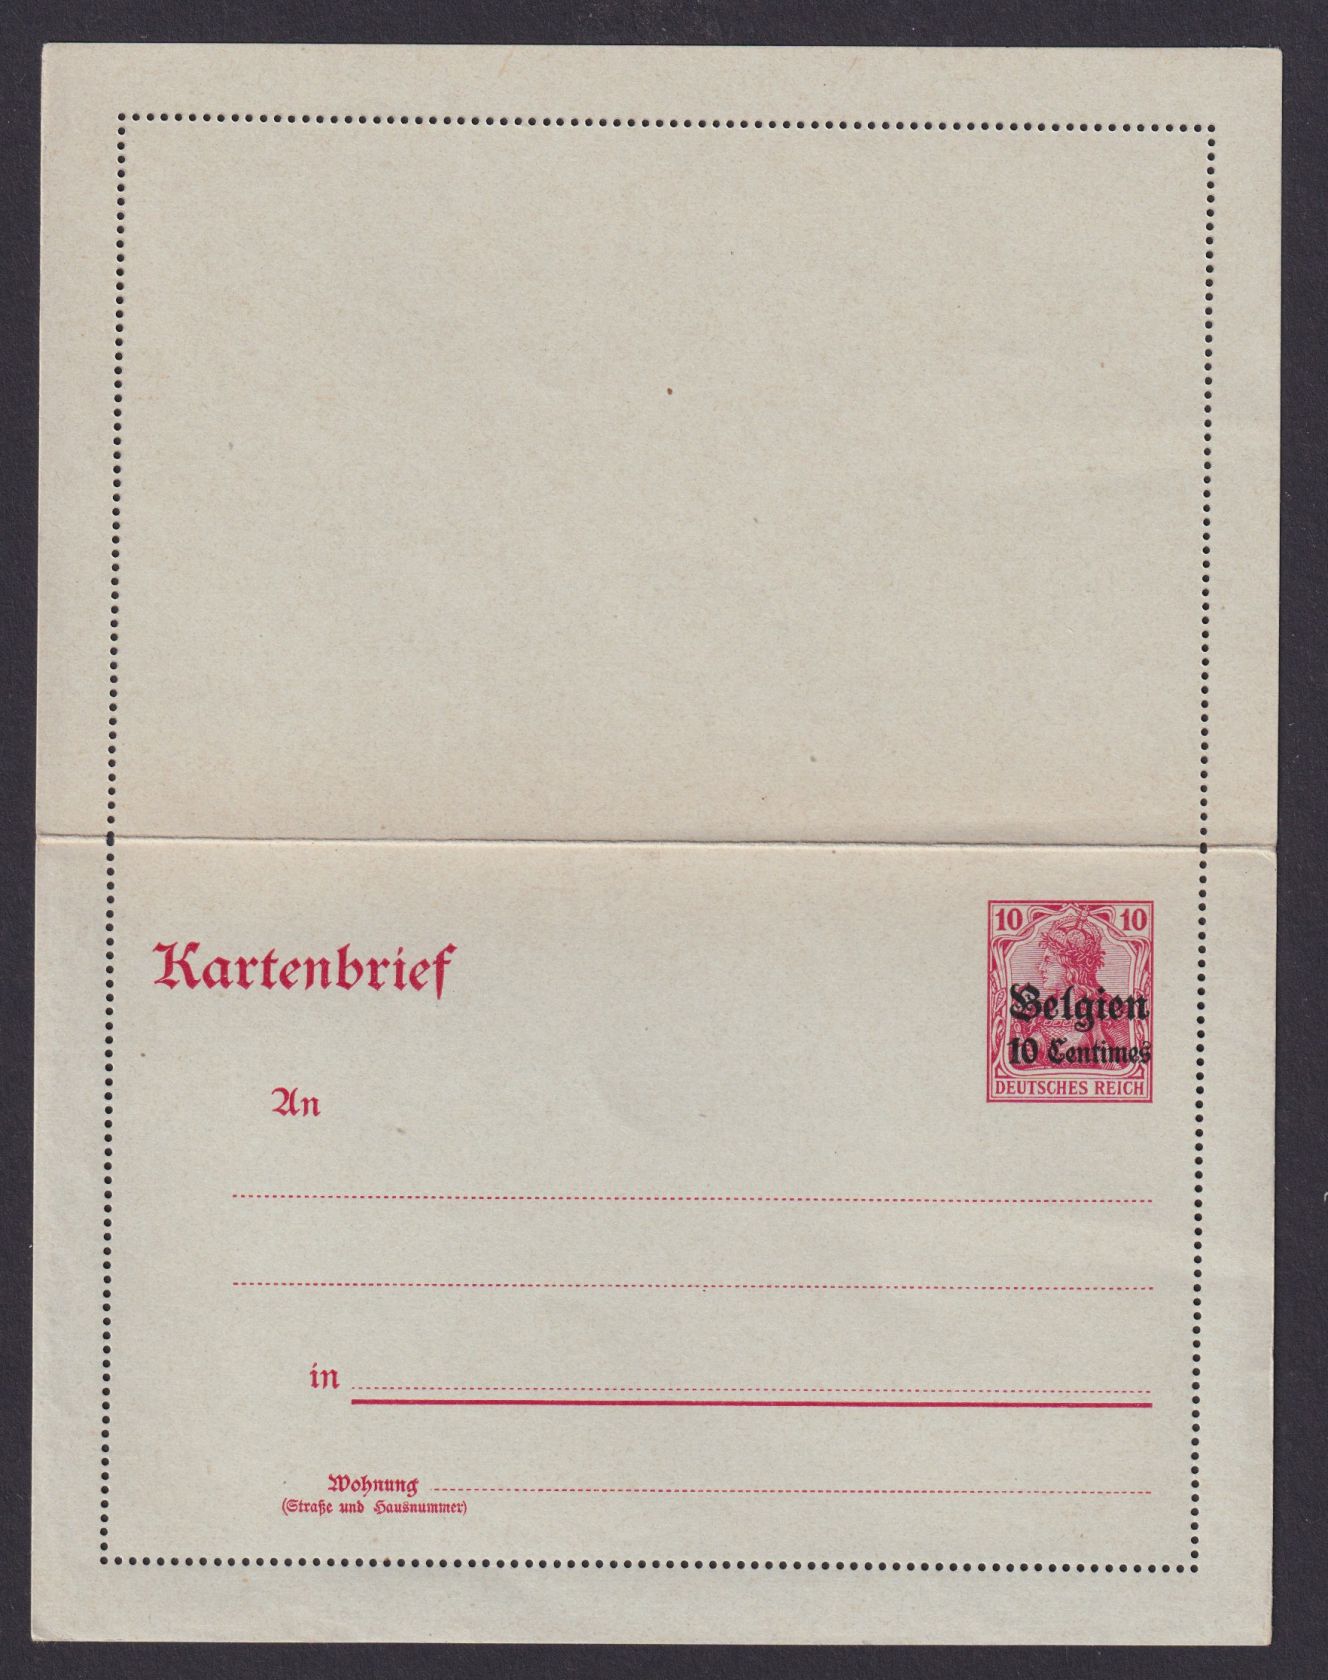 Kartenbrief
10 10
Belgien
10 Centimes
DEUTSCHES REICH
An
in
Wohnung
(Straße und Hausnummer)